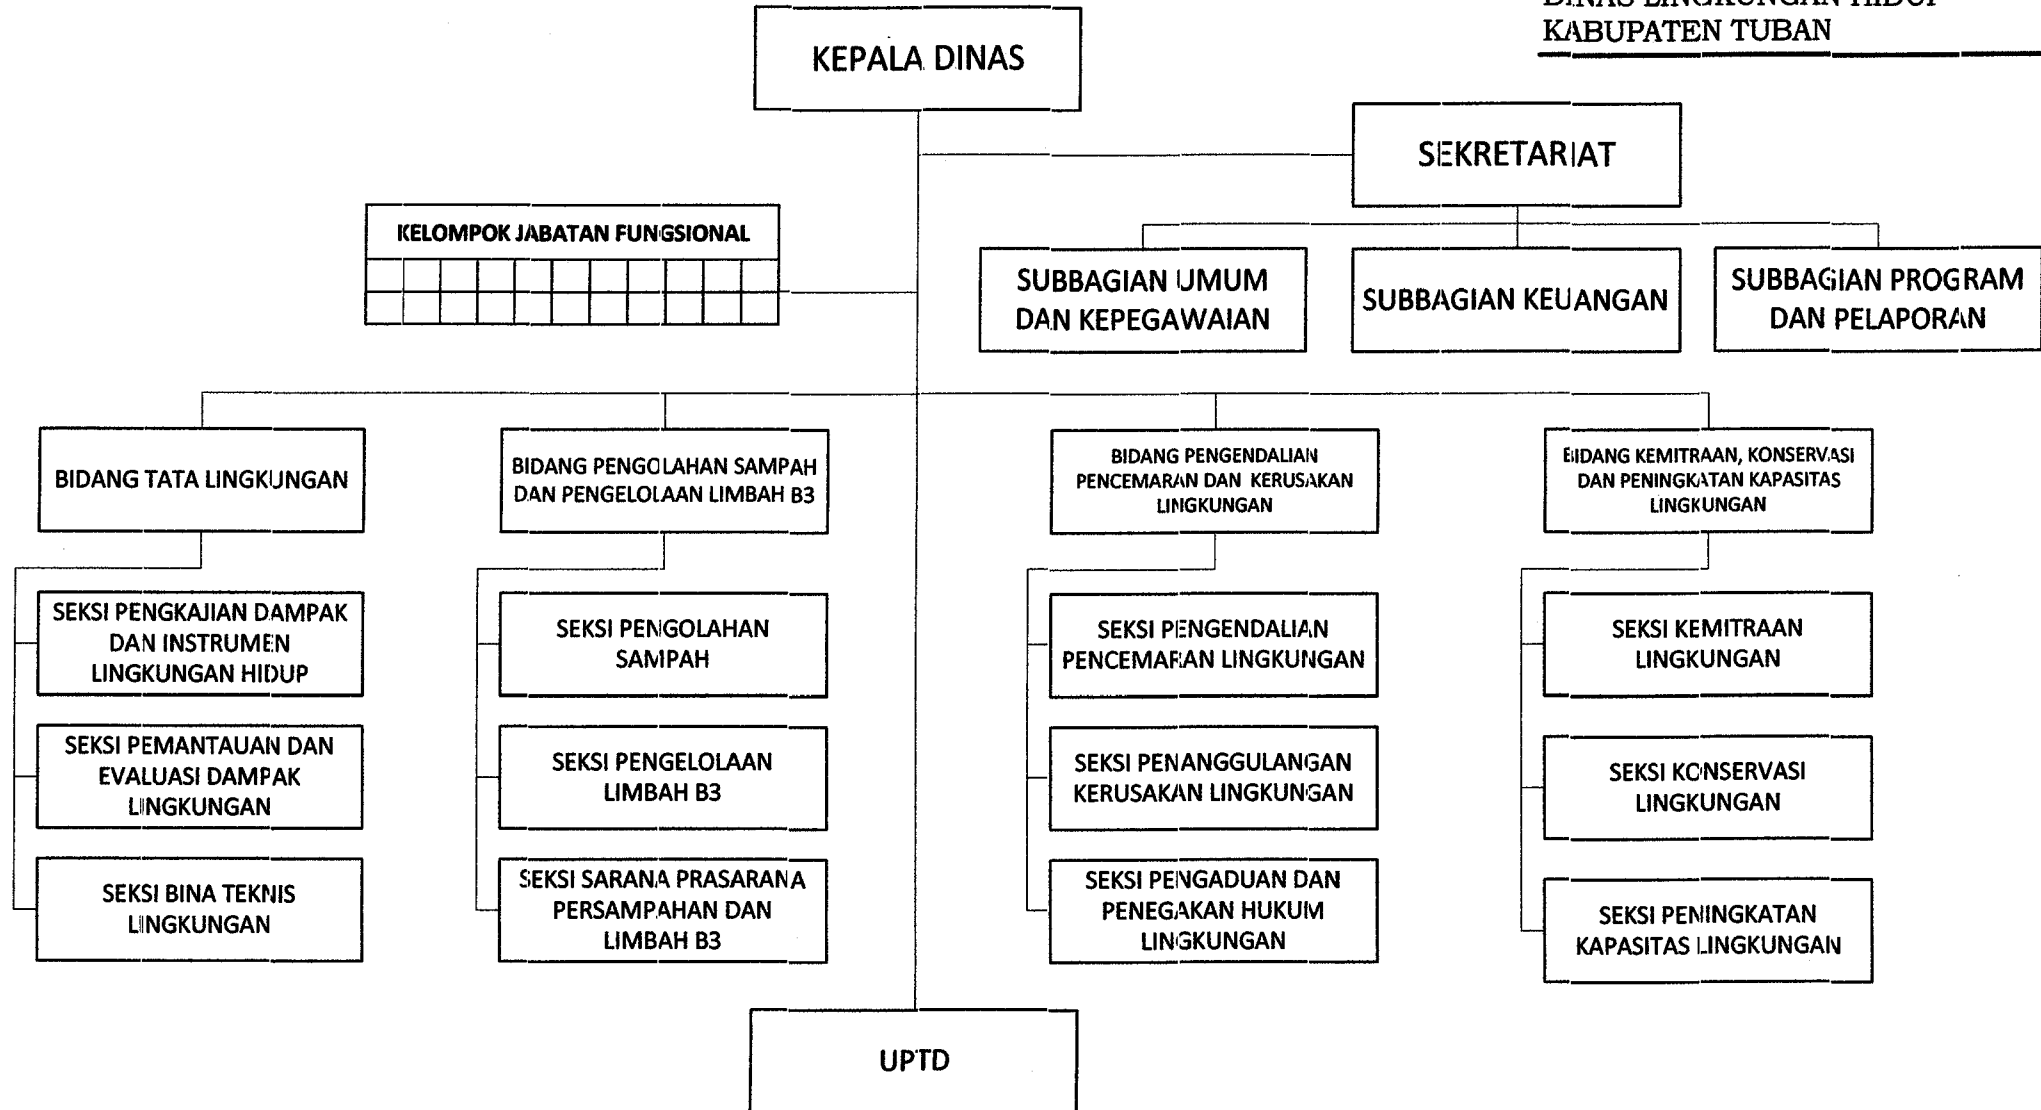 DINAS LINGKUNGAN HIDUP
KABUPATEN TUBAN
KEPALA DINAS
SEKRETARIAT
KELOMPOK JABATAN FUNGSIONAL
SUBBAGIAN UMUM
DAN KEPEGAWAIAN
SUBBAGIAN KEUANGAN
SUBBAGIAN PROGRAM
DAN PELAPORAN
BIDANG TATA LINGKUNGAN
BIDANG PENGOLAHAN SAMPAH
DAN PENGELOLAAN LIMBAH B3
BIDANG PENGENDALIAN
PENCEMARAN DAN KERUSAKAN
LINGKUNGAN
BIDANG KEMITRAAN, KONSERVASI
DAN PENINGKATAN KAPASITAS
LINGKUNGAN
SEKSI PENGKAJIAN DAMPAK
DAN INSTRUMEN
LINGKUNGAN HIDUP
SEKSI PENGOLAHAN
SAMPAH
SEKSI PENGENDALIAN
PENCEMARAN LINGKUNGAN
SEKSI KEMITRAAN
LINGKUNGAN
SEKSI PEMANTAUAN DAN
EVALUASI DAMPAK
LINGKUNGAN
SEKSI PENGELOLAAN
LIMBAH B3
SEKSI PENANGGULANGAN
KERUSAKAN LINGKUNGAN
SEKSI KONSERVASI
LINGKUNGAN
SEKSI BINA TEKNIS
LINGKUNGAN
SEKSI SARANA PRASARANA
PERSAMPAHAN DAN
LIMBAH B3
SEKSI PENGADUAN DAN
PENEGAKAN HUKUM
LINGKUNGAN
SEKSI PENINGKATAN
KAPASITAS LINGKUNGAN
UPTD